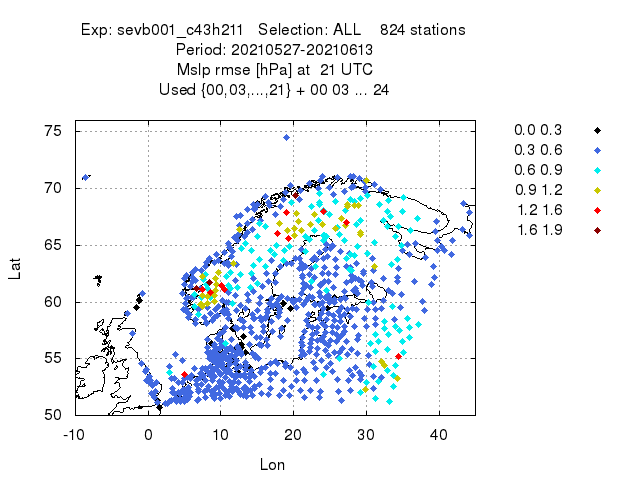 Exp: sevb001_c43h211   Selection: ALL    824 stations
Period: 20210527-20210613
Mslp rmse [hPa] at  21 UTC
Used {00,03,...,21} + 00 03 ... 24
0.0 0.3
0.3 0.6
0.6 0.9
0.9 1.2
1.2 1.6
1.6 1.9
75
70
65
60
55
50
Lat
-10 0 10 20 30 40
Lon